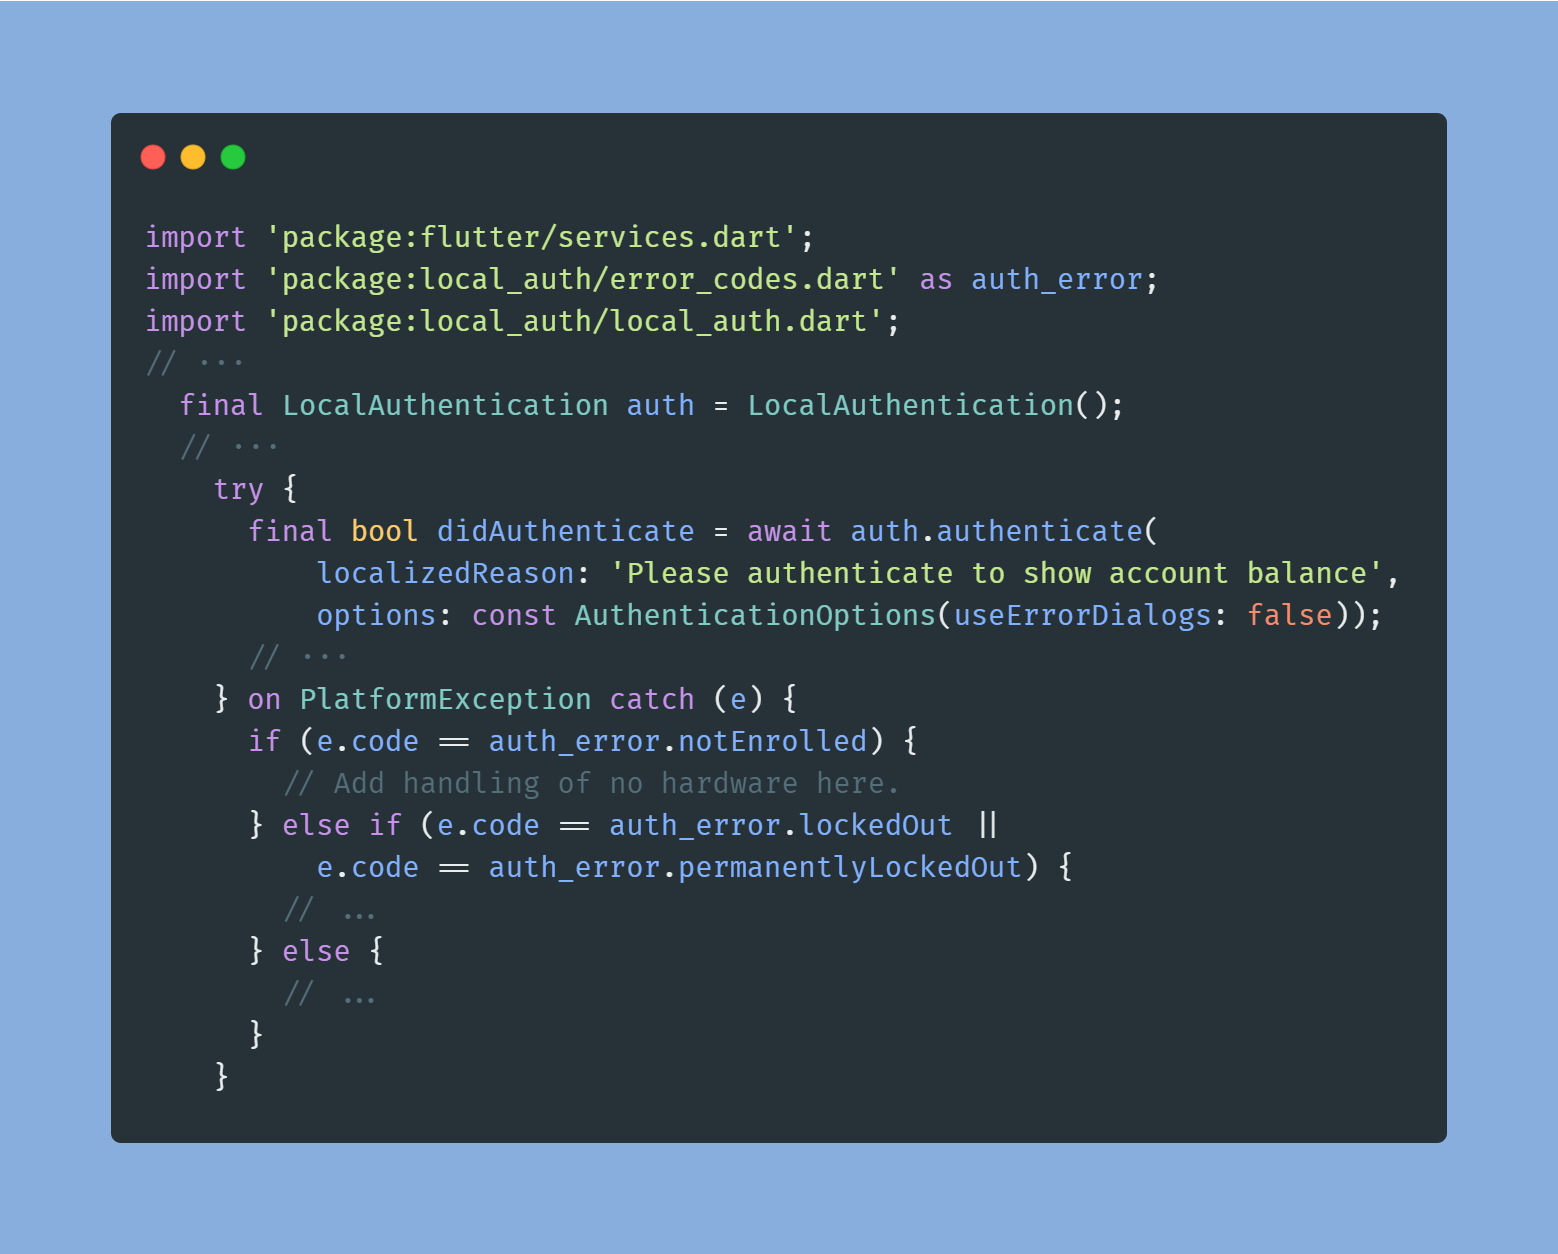 import 'package:flutter/services.dart';
import 'package:local_auth/error_codes.dart' as auth_error;
import 'package:local_auth/local_auth.dart';
// ···
  final LocalAuthentication auth = LocalAuthentication();
  // ···
    try {
      final bool didAuthenticate = await auth.authenticate(
          localizedReason: 'Please authenticate to show account balance',
          options: const AuthenticationOptions(useErrorDialogs: false));
      // ···
    } on PlatformException catch (e) {
      if (e.code == auth_error.notEnrolled) {
        // Add handling of no hardware here.
      } else if (e.code == auth_error.lockedOut ||
          e.code == auth_error.permanentlyLockedOut) {
        // ...
      } else {
        // ...
      }
    }